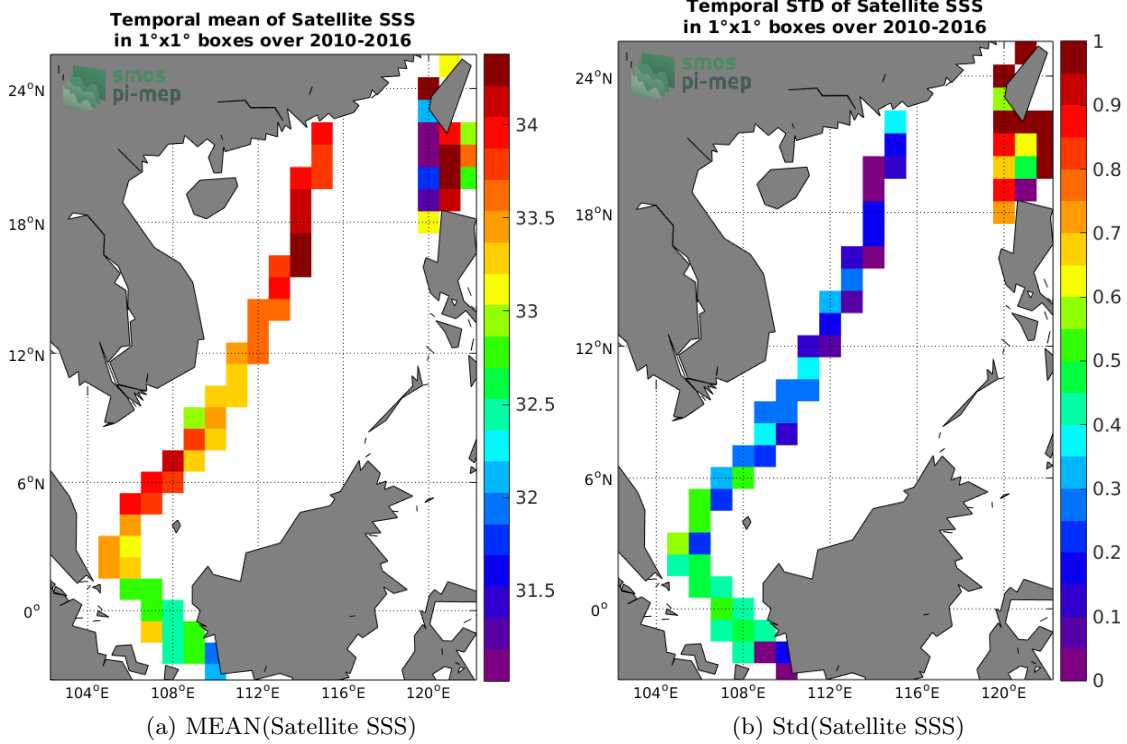 Temporal mean of Satellite SSS
in 1°x1° boxes over 2010-2016
smos
pi-mep
24°N
18°N
12°N
6°N
0°
104°E
108°E
112°E
116°E
120°E
34
33.5
33
32.5
32
31.5
(a) MEAN(Satellite SSS)
Temporal STD of Satellite SSS
in 1°x1° boxes over 2010-2016
smos
pi-mep
24°N
18°N
12°N
6°N
0°
104°E
108°E
112°E
116°E
120°E
1
0.9
0.8
0.7
0.6
0.5
0.4
0.3
0.2
0.1
0
(b) Std(Satellite SSS)